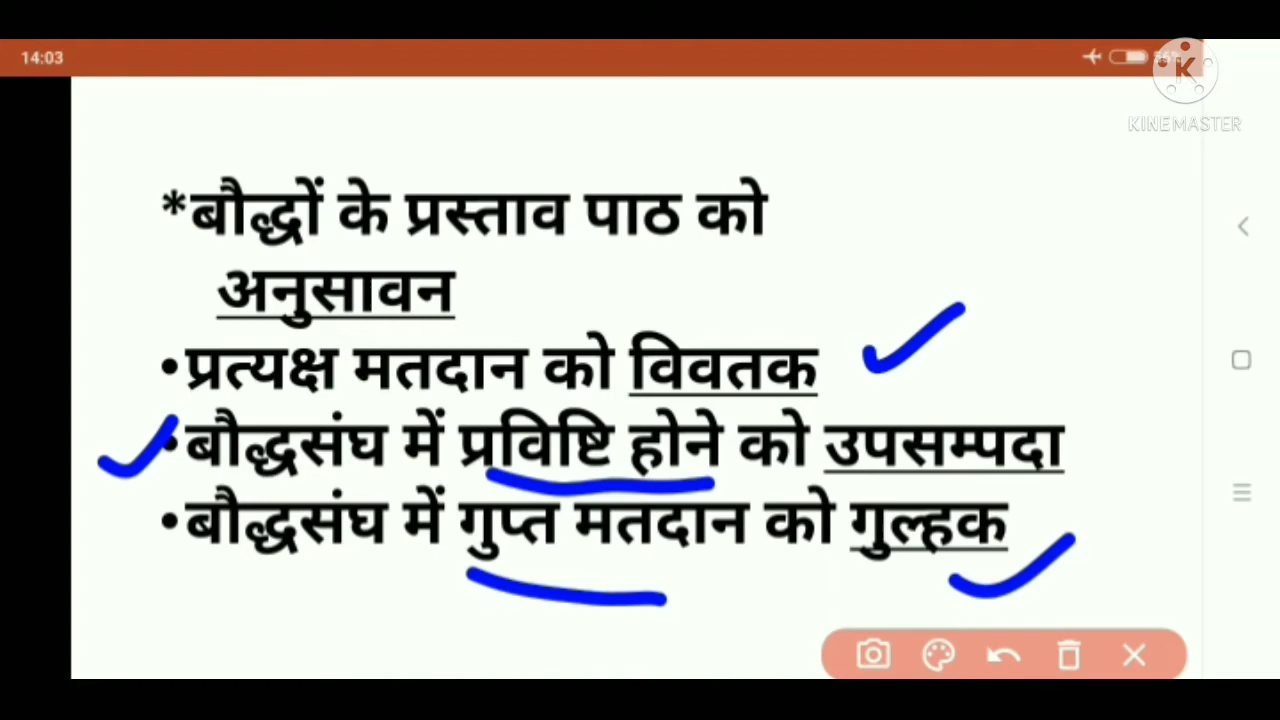 14:03
KINEMASTER
*बौद्धों के प्रस्ताव पाठ को
अनुसावन
•प्रत्यक्ष मतदान को विवतक
•बौद्धसंघ में प्रविष्टि होने को उपसम्पदा
•बौद्धसंघ में गुप्त मतदान को गुल्हक